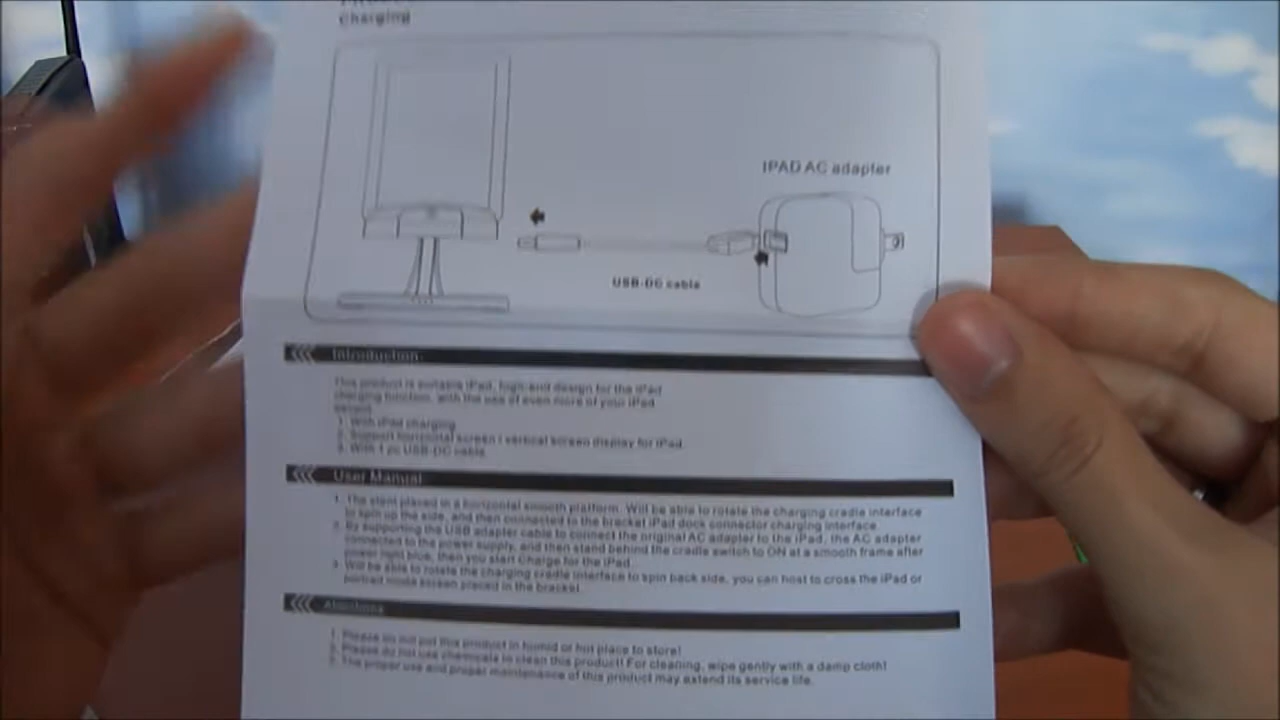 Charging
IPAD AC adapter
USB-DC cable
Introduction
This product is suitable iPad, design for the iPad
charging function, with the use of even more of your iPad
1. With iPad charging
2. Support horizontal screen / vertical screen display for iPad
3. With 1 pc USB-DC cable
User Manual
1. The stent placed in a horizontal smooth platform. Will be able to rotate the charging cradle interface
to spin up the side, and then connected to the bracket iPad dock connector charging interface.
2. By supporting the USB adapter cable to connect the original AC adapter to the iPad, the AC adapter
connected to the power supply, and then stand behind the cradle switch to ON at a smooth frame after
power light blue, then you start Charge for the iPad.
3. Will be able to rotate the charging cradle interface to spin back side, you can host to cross the iPad or
portrait mode screen placed in the bracket.
1. Please do not put this product in humid or hot place to store!
2. Please do not use chemicals to clean this product! For cleaning, wipe gently with a damp cloth!
3. The proper use and proper maintenance of this product may extend its service life.